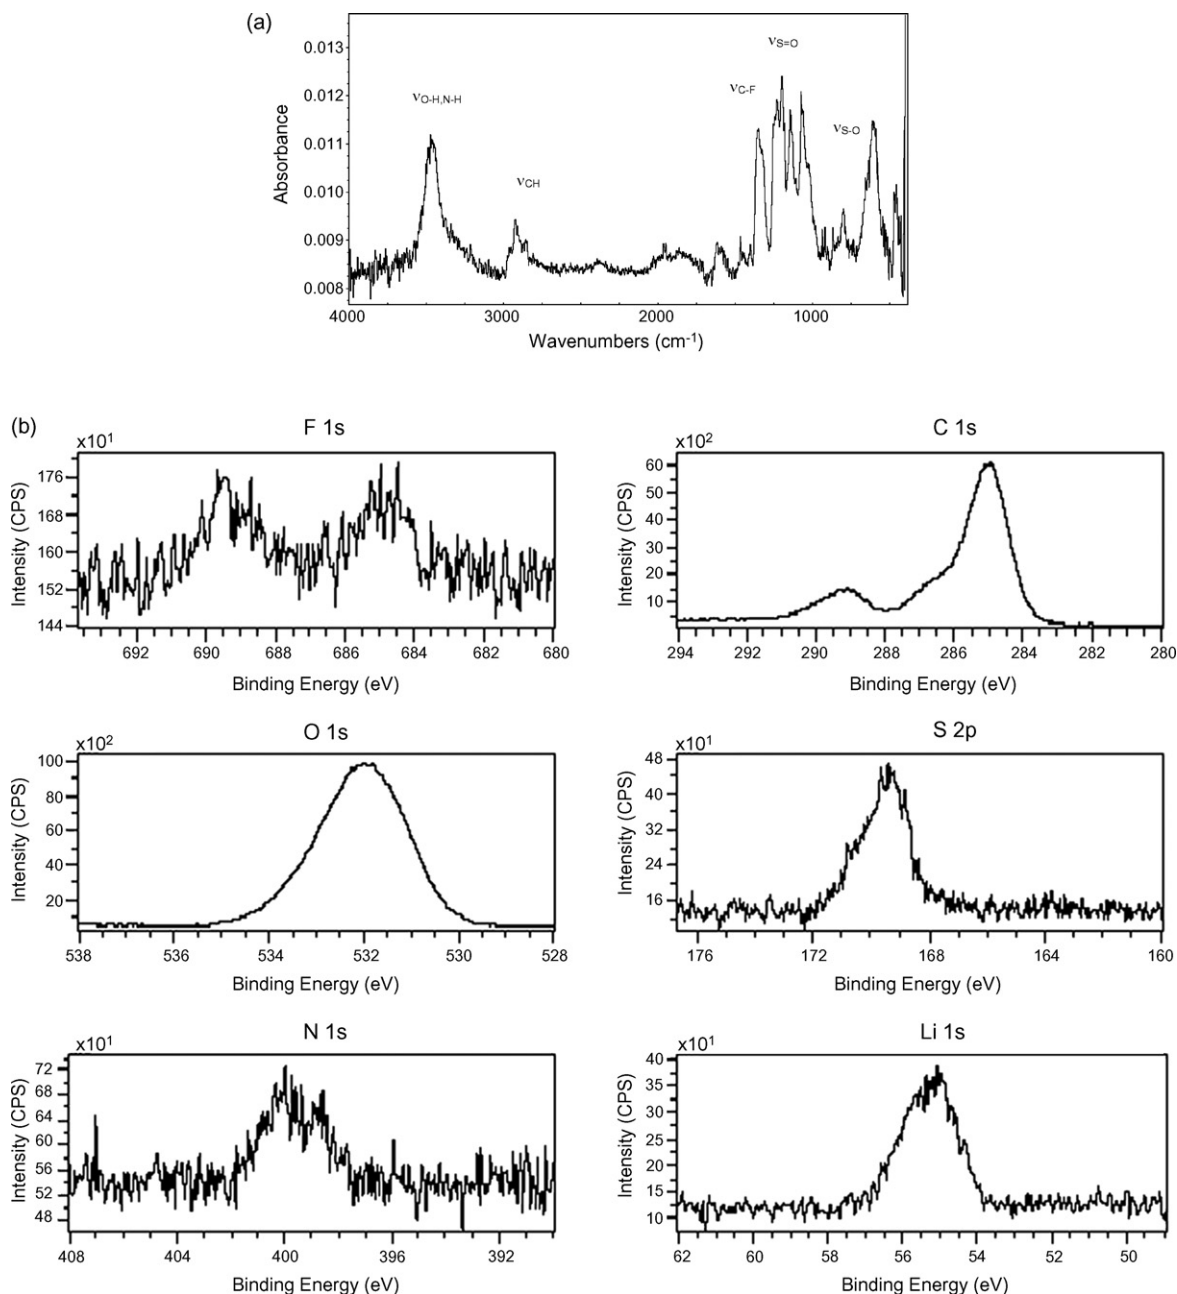 (a)
0.013
0.012
0.011
0.010
0.009
0.008
Absorbance
νO-H,N-H
νCH
νC-F
νS=O
νS-O
4000 3000 2000 1000
Wavenumbers (cm-1)
(b)
F 1s
x10¹
176
168
160
152
144
Intensity (CPS)
692 690 688 686 684 682 680
Binding Energy (eV)
C 1s
x10²
60
50
40
30
20
10
Intensity (CPS)
294 292 290 288 286 284 282 280
Binding Energy (eV)
O 1s
x10²
100
80
60
40
20
Intensity (CPS)
538 536 534 532 530 528
Binding Energy (eV)
S 2p
x10¹
48
40
32
24
16
Intensity (CPS)
176 172 168 164 160
Binding Energy (eV)
N 1s
x10¹
72
68
64
60
56
52
48
Intensity (CPS)
408 404 400 396 392
Binding Energy (eV)
Li 1s
x10¹
40
35
30
25
20
15
10
Intensity (CPS)
62 60 58 56 54 52 50
Binding Energy (eV)